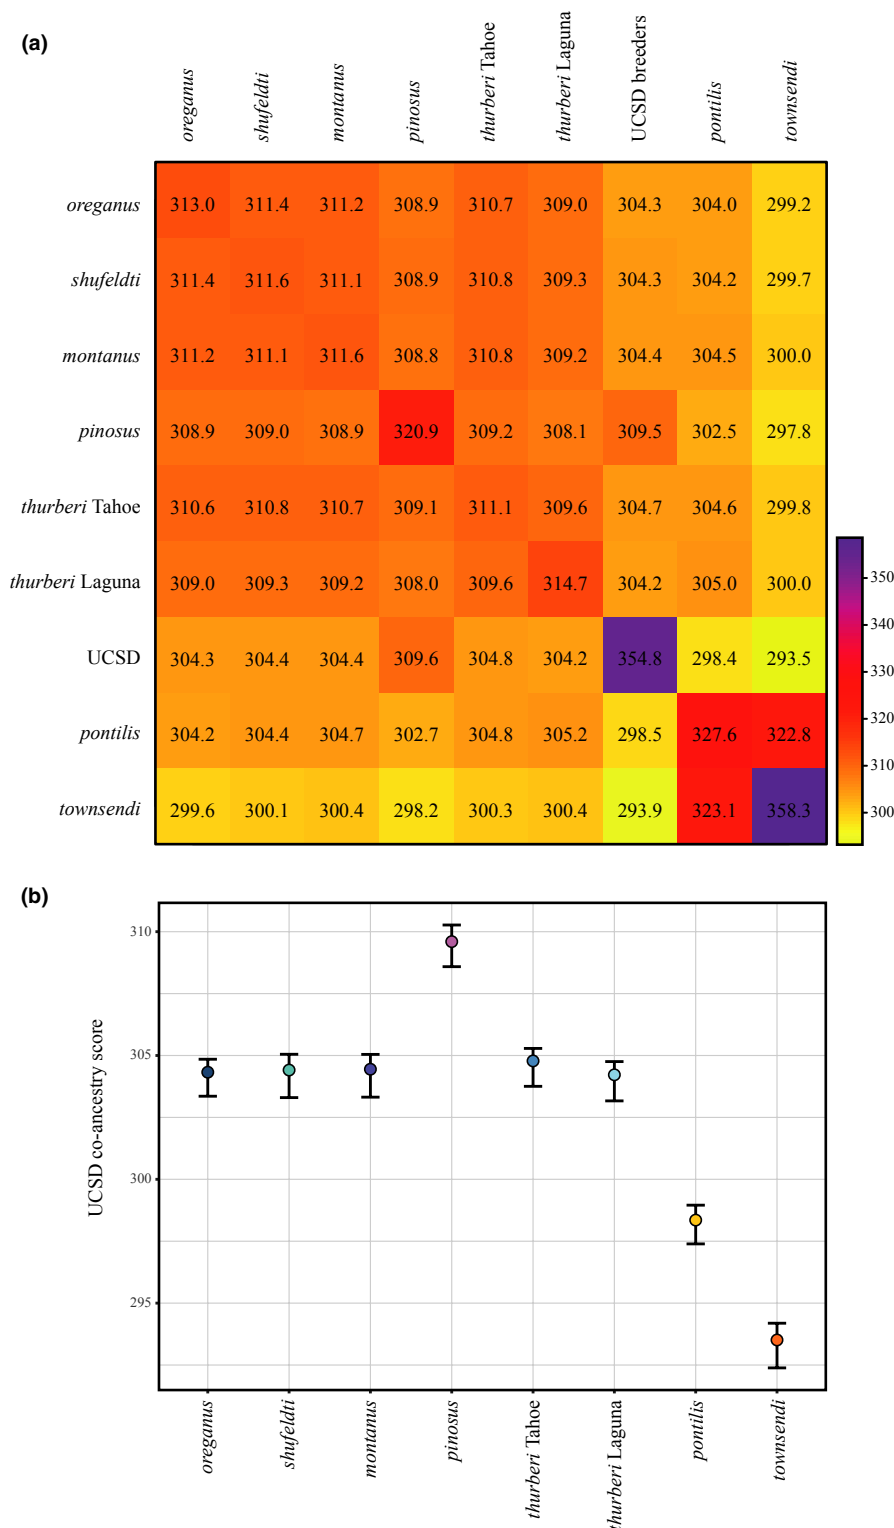 (a)
oreganus shufeldti montanus pinosus thurberi Tahoe thurberi Laguna UCSD breeders pontilis townsendi
oreganus 313.0 311.4 311.2 308.9 310.7 309.0 304.3 304.0 299.2
shufeldti 311.4 311.6 311.1 308.9 310.8 309.3 304.3 304.2 299.7
montanus 311.2 311.1 311.6 308.8 310.8 309.2 304.4 304.5 300.0
pinosus 308.9 309.0 308.9 320.9 309.2 308.1 309.5 302.5 297.8
thurberi Tahoe 310.6 310.8 310.7 309.1 311.1 309.6 304.7 304.6 299.8
thurberi Laguna 309.0 309.3 309.2 308.0 309.6 314.7 304.2 305.0 300.0
UCSD 304.3 304.4 304.4 309.6 304.8 304.2 354.8 298.4 293.5
pontilis 304.2 304.4 304.7 302.7 304.8 305.2 298.5 327.6 322.8
townsendi 299.6 300.1 300.4 298.2 300.3 300.4 293.9 323.1 358.3
350
340
330
320
310
300
(b)
UCSD co-ancestry score
310
305
300
295
oreganus shufeldti montanus pinosus thurberi Tahoe thurberi Laguna pontilis townsendi